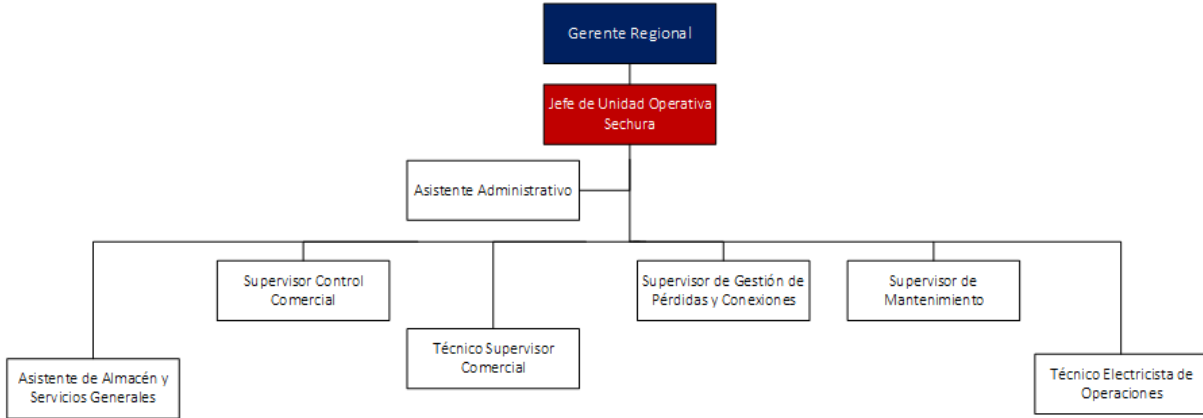 Gerente Regional
Jefe de Unidad Operativa
Sechura
Asistente Administrativo
Supervisor Control
Comercial
Supervisor de Gestión de
Pérdidas y Conexiones
Supervisor de
Mantenimiento
Técnico Supervisor
Comercial
Asistente de Almacén y
Servicios Generales
Técnico Electricista de
Operaciones